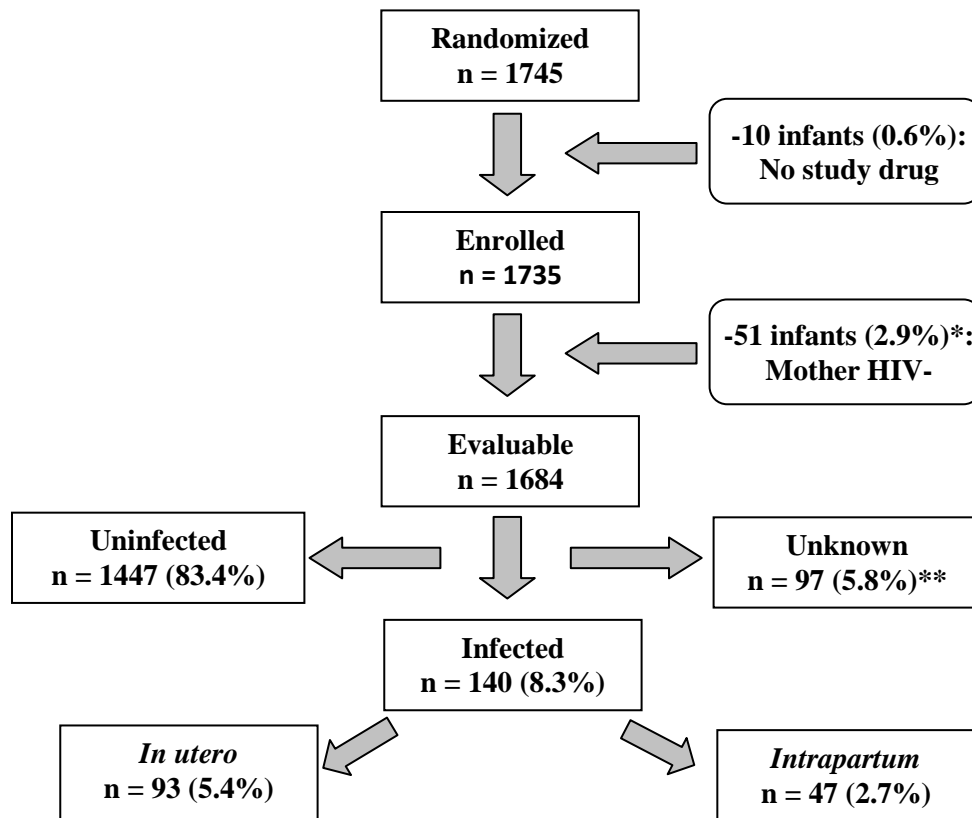 Randomized
n = 1745
-10 infants (0.6%):
No study drug
Enrolled
n = 1735
-51 infants (2.9%)*:
Mother HIV-
Evaluable
n = 1684
Uninfected
n = 1447 (83.4%)
Unknown
n = 97 (5.8%)**
Infected
n = 140 (8.3%)
In utero
n = 93 (5.4%)
Intrapartum
n = 47 (2.7%)